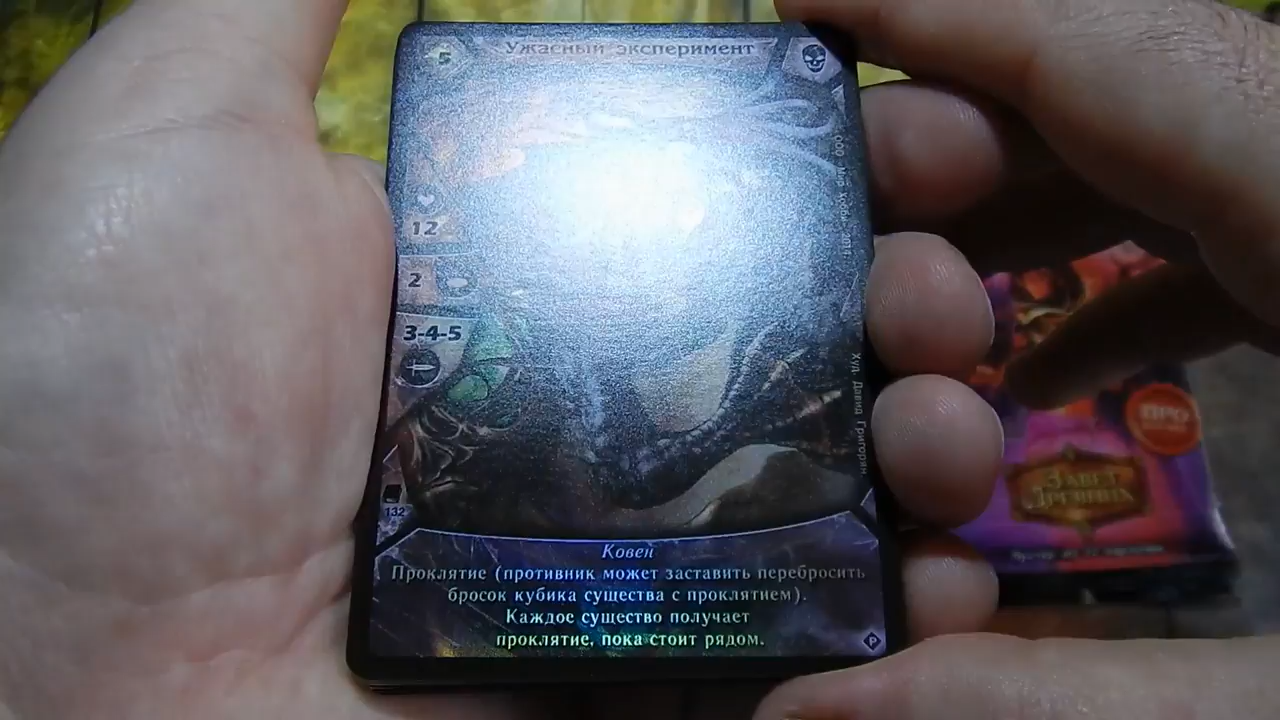 5
Ужасный эксперимент
12
2
3-4-5
Худ. Давид Григорян
132
Ковен
Проклятие (противник может заставить перебросить
бросок кубика существа с проклятием).
Каждое существо получает
проклятие, пока стоит рядом.
Р
ПРО
Завет
Древних